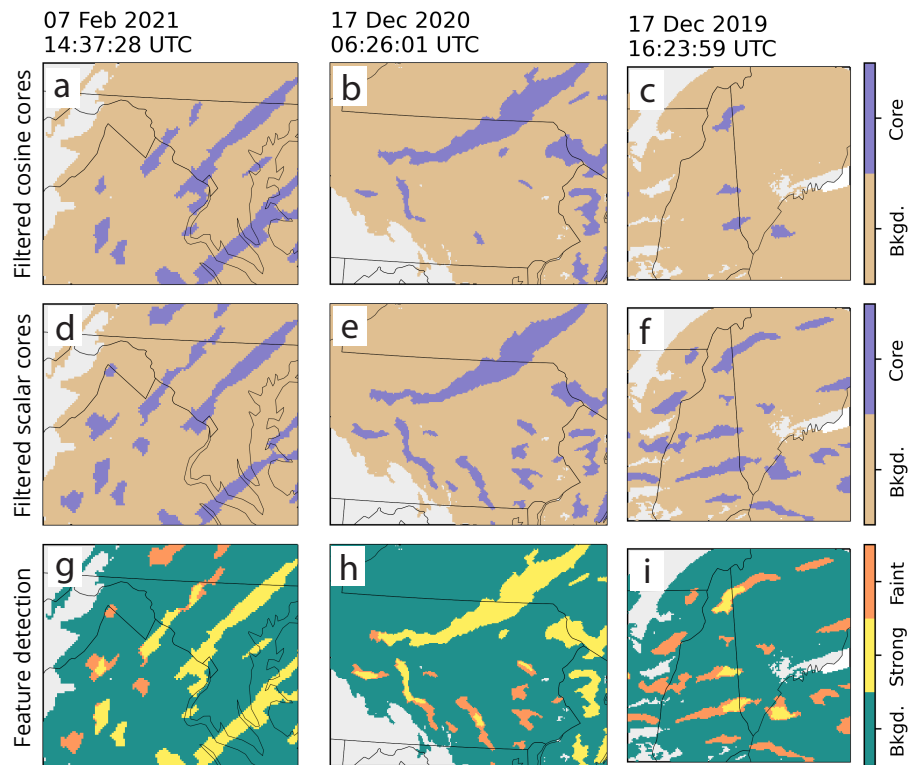 07 Feb 2021
14:37:28 UTC
17 Dec 2020
06:26:01 UTC
17 Dec 2019
16:23:59 UTC
Filtered cosine cores
a
b
c
Core
Bkgd.
Filtered scalar cores
d
e
f
Core
Bkgd.
Feature detection
g
h
i
Faint
Strong
Bkgd.